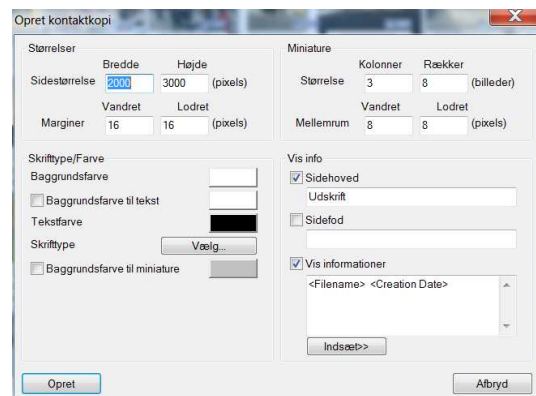 Opret kontaktkopi
Størrelser
Bredde Højde
Sidestørrelse 2000 3000 (pixels)
Vandret Lodret
Marginer 16 16 (pixels)
Miniature
Kolonner Rækker
Størrelse 3 8 (billeder)
Vandret Lodret
Mellemrum 8 8 (pixels)
Skrifttype/Farve
Baggrundsfarve
Baggrundsfarve til tekst
Tekstfarve
Skrifttype Vælg...
Baggrundsfarve til miniature
Vis info
Sidehoved
Udskrift
Sidefod
Vis informationer
<Filename> <Creation Date>
Indsæt>>
Opret
Afbryd